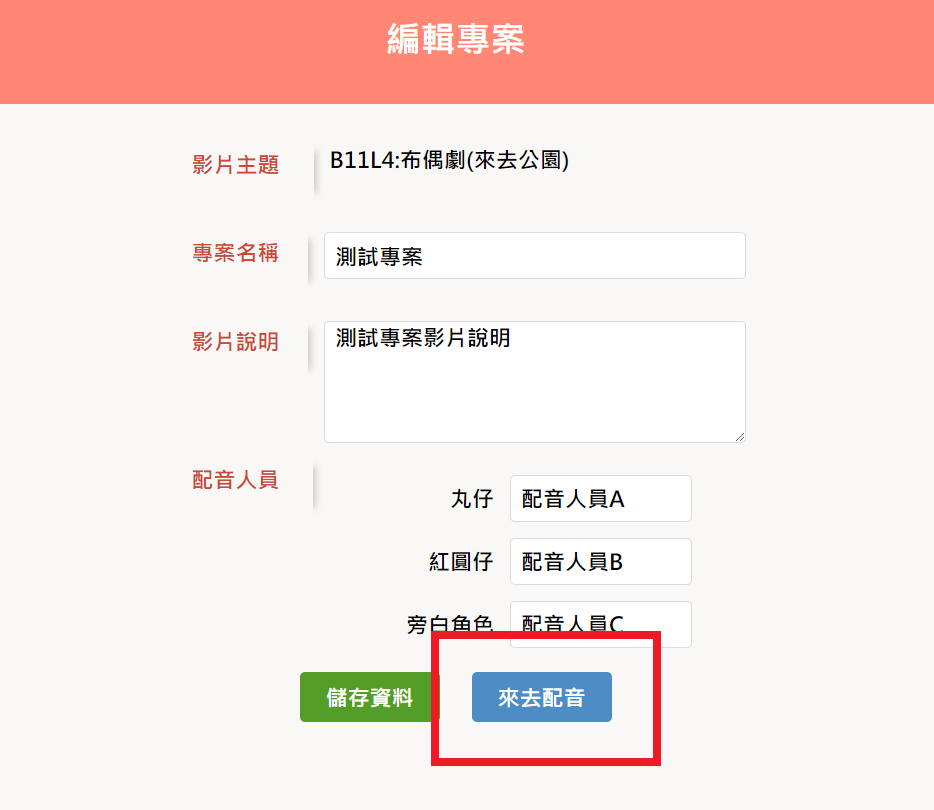 編輯專案
影片主題 B11L4:布偶劇(來去公園)
專案名稱 測試專案
影片說明 測試專案影片說明
配音人員
丸仔 配音人員A
紅圓仔 配音人員B
旁白角色 配音人員C
儲存資料 來去配音